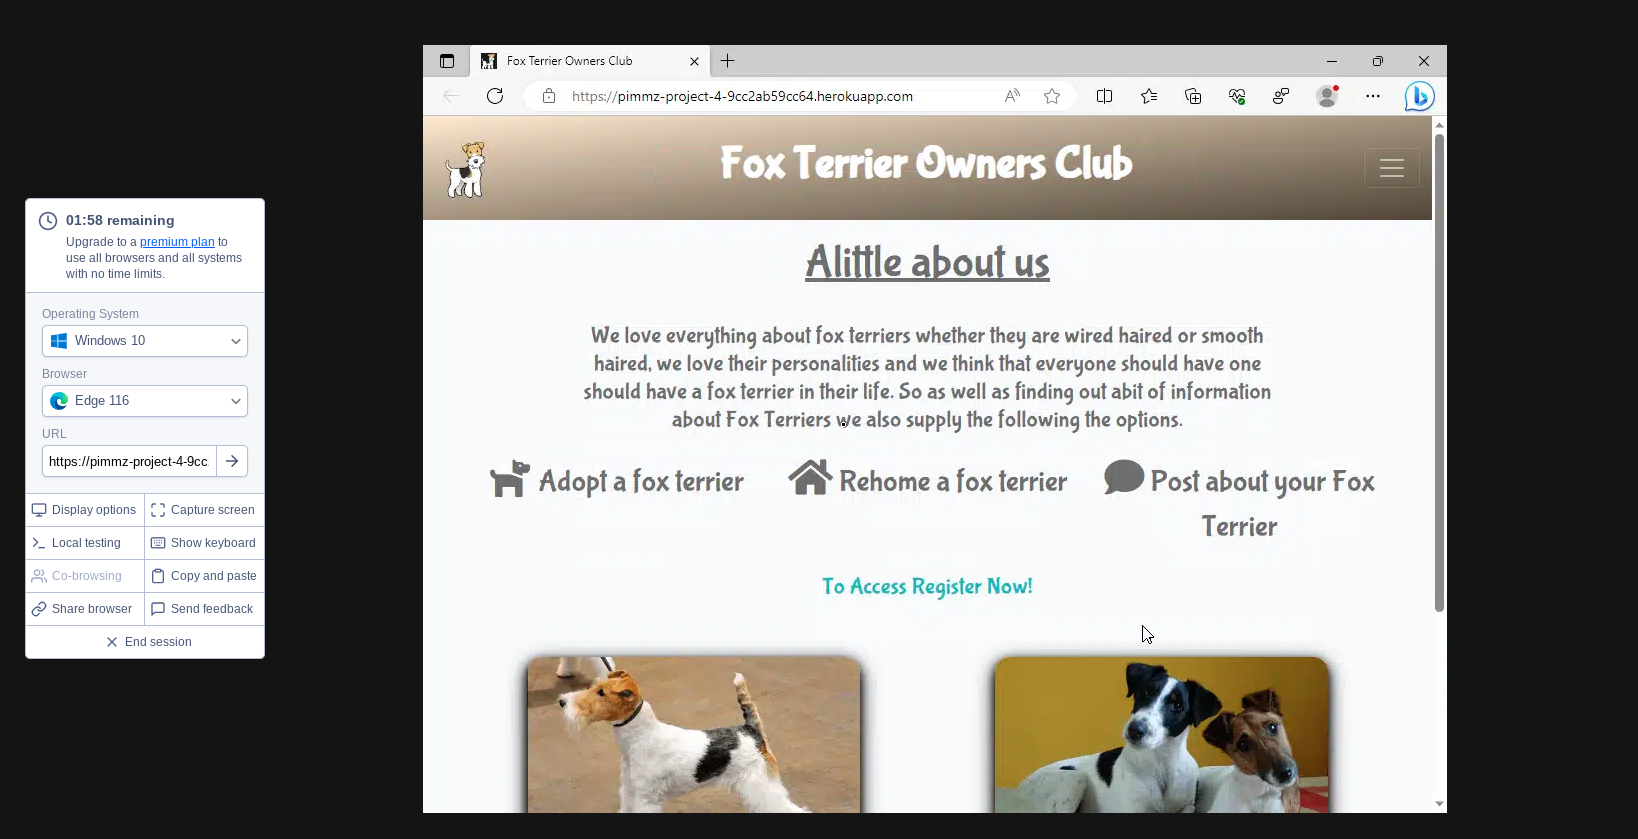 01:58 remaining
Upgrade to a premium plan to
use all browsers and all systems
with no time limits.
Operating System
Windows 10
Browser
Edge 116
URL
https://pimmz-project-4-9cc
Display options
Capture screen
Local testing
Show keyboard
Co-browsing
Copy and paste
Share browser
Send feedback
End session
Fox Terrier Owners Club
https://pimmz-project-4-9cc2ab59cc64.herokuapp.com
Fox Terrier Owners Club
Alittle about us
We love everything about fox terriers whether they are wired haired or smooth
haired, we love their personalities and we think that everyone should have one
should have a fox terrier in their life. So as well as finding out abit of information
about Fox Terriers we also supply the following the options.
Adopt a fox terrier
Rehome a fox terrier
Post about your Fox
Terrier
To Access Register Now!